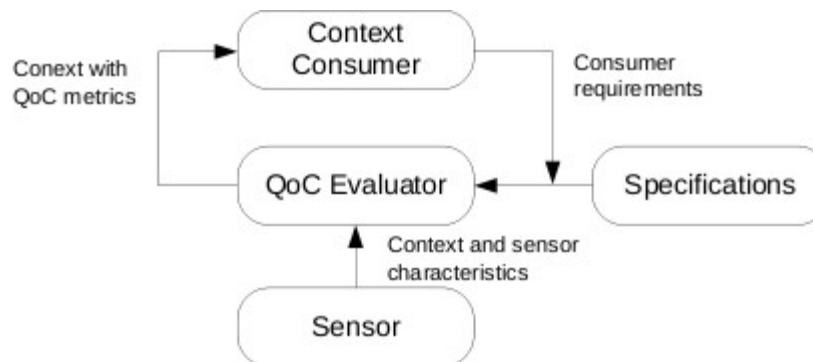 Context
Consumer
Conext with
QoC metrics
Consumer
requirements
QoC Evaluator
Specifications
Context and sensor
characteristics
Sensor